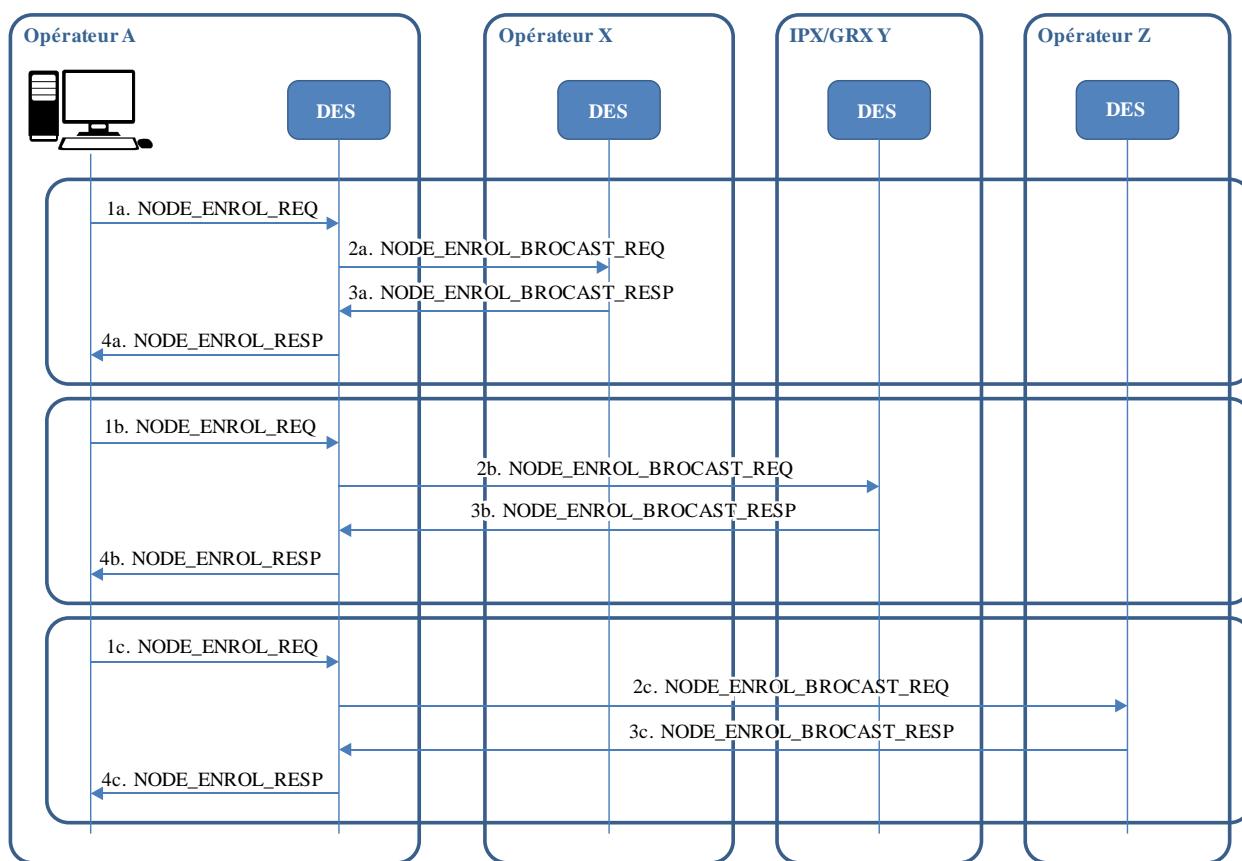 Opérateur A
Opérateur X
IPX/GRX Y
Opérateur Z
DES
DES
DES
DES
1a. NODE_ENROL_REQ
2a. NODE_ENROL_BROCAST_REQ
3a. NODE_ENROL_BROCAST_RESP
4a. NODE_ENROL_RESP
1b. NODE_ENROL_REQ
2b. NODE_ENROL_BROCAST_REQ
3b. NODE_ENROL_BROCAST_RESP
4b. NODE_ENROL_RESP
1c. NODE_ENROL_REQ
2c. NODE_ENROL_BROCAST_REQ
3c. NODE_ENROL_BROCAST_RESP
4c. NODE_ENROL_RESP